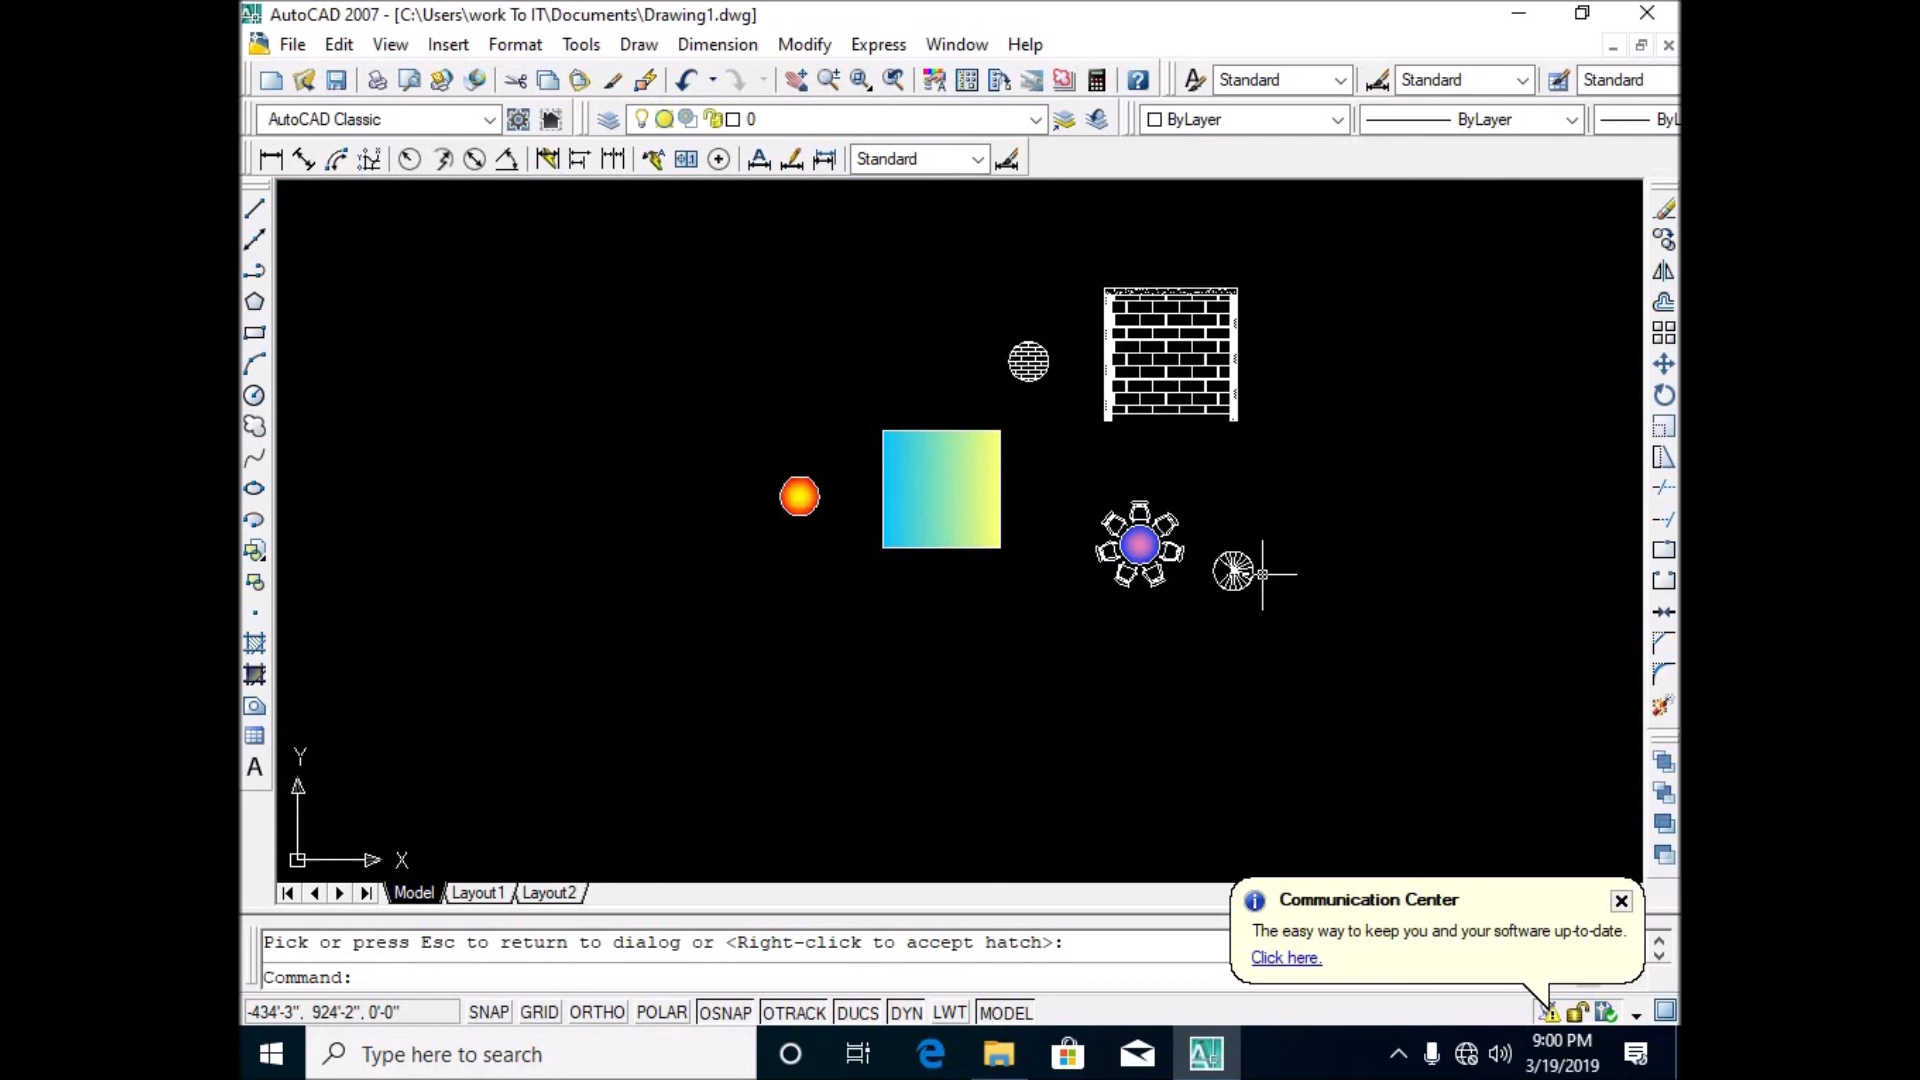 AutoCAD 2007 - [C:\Users\work To IT\Documents\Drawing1.dwg]
File Edit View Insert Format Tools Draw Dimension Modify Express Window Help
Standard Standard Standard
AutoCAD Classic 0 ByLayer ByLayer ByL
Standard
A
Y
X
Model Layout1 Layout2
Pick or press Esc to return to dialog or <Right-click to accept hatch>:
Command:
Communication Center
The easy way to keep you and your software up-to-date.
Click here.
-434'-3", 924'-2", 0'-0" SNAP GRID ORTHO POLAR OSNAP OTRACK DUCS DYN LWT MODEL
Type here to search
9:00 PM
3/19/2019